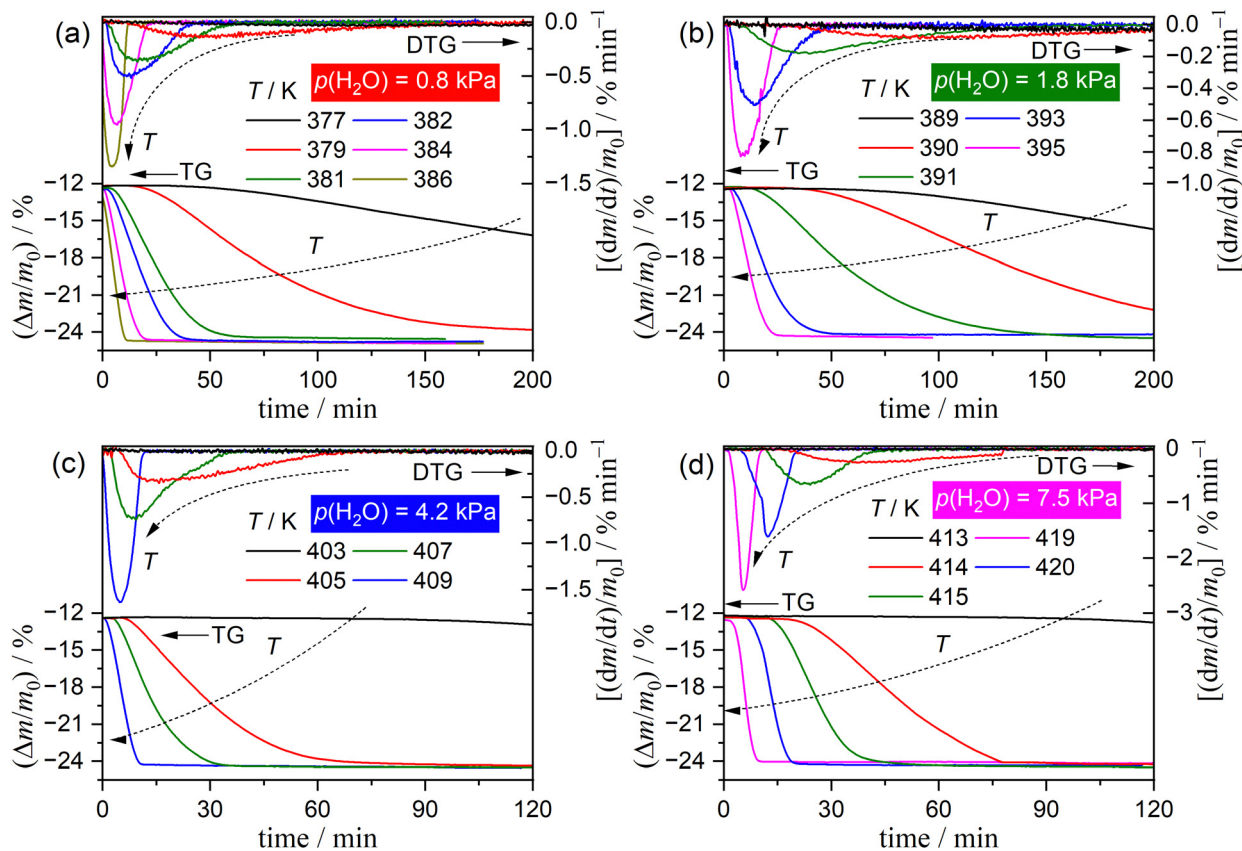 (a)
DTG
p(H₂O) = 0.8 kPa
T / K
377 382
379 384
381 386
T
TG
T
0.0
−0.5
−1.0
−1.5
[(dm/dt)/m₀] / % min⁻¹
−12
−15
−18
−21
−24
(Δm/m₀) / %
0 50 100 150 200
time / min
(b)
DTG
p(H₂O) = 1.8 kPa
T / K
389 393
390 395
391
T
TG
T
0.0
−0.2
−0.4
−0.6
−0.8
−1.0
[(dm/dt)/m₀] / % min⁻¹
−12
−15
−18
−21
−24
(Δm/m₀) / %
0 50 100 150 200
time / min
(c)
DTG
p(H₂O) = 4.2 kPa
T / K
403 407
405 409
T
TG
T
0.0
−0.5
−1.0
−1.5
[(dm/dt)/m₀] / % min⁻¹
−12
−15
−18
−21
−24
(Δm/m₀) / %
0 30 60 90 120
time / min
(d)
DTG
p(H₂O) = 7.5 kPa
T / K
413 419
414 420
415
T
TG
T
0
−1
−2
−3
[(dm/dt)/m₀] / % min⁻¹
−12
−15
−18
−21
−24
(Δm/m₀) / %
0 30 60 90 120
time / min